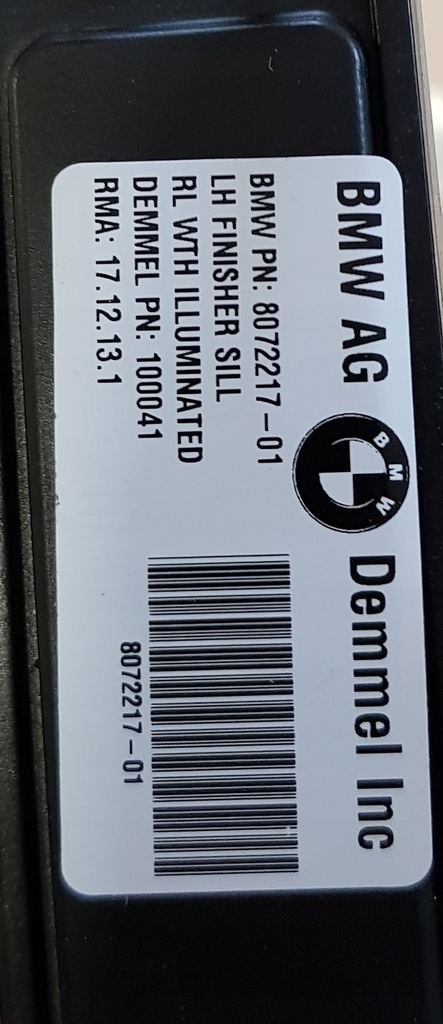 BMW AG BMW Demmel Inc
BMW PN: 8072217-01
LH FINISHER SILL
RL WTH ILLUMINATED
DEMMEL PN: 100041
RMA: 17.12.13.1
8072217-01